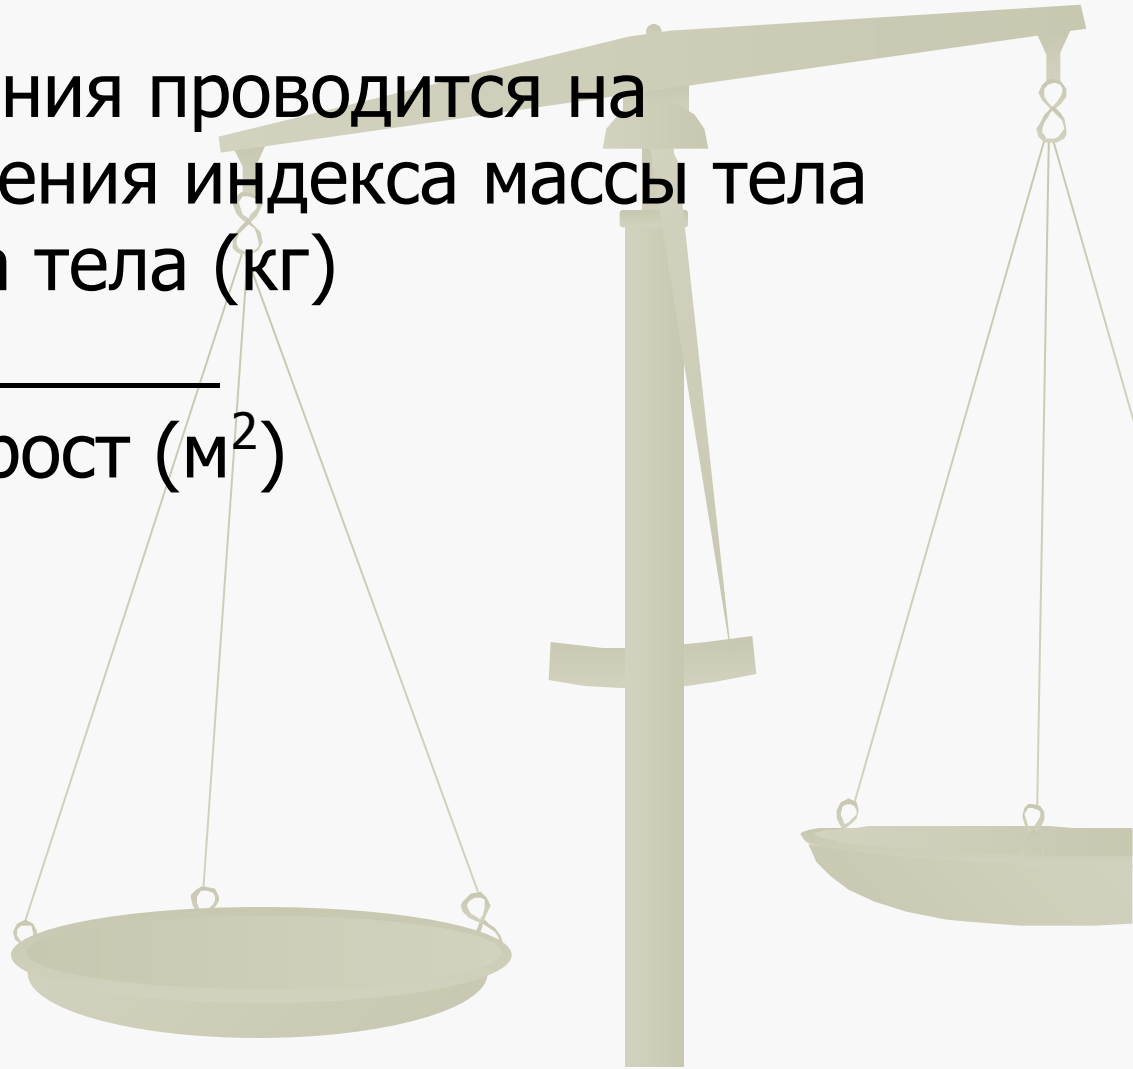 ния проводится на
ения индекса массы тела
а тела (кг)
рост (м²)